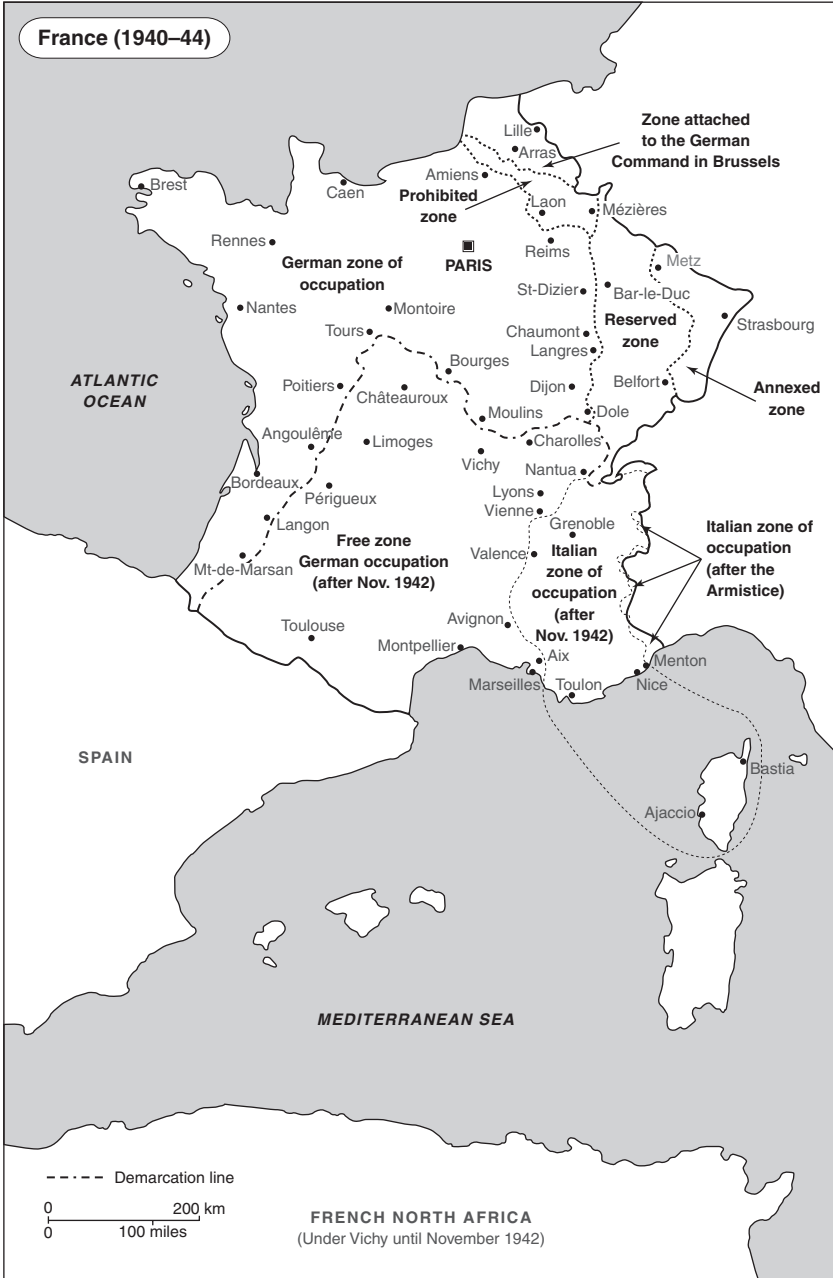 France (1940–44)
Lille
Arras
Zone attached
to the German
Command in Brussels
Amiens
Prohibited
zone
Laon
Mézières
Brest
Caen
Rennes
Reims
PARIS
German zone of
occupation
Metz
St-Dizier
Bar-le-Duc
Nantes
Montoire
Reserved
zone
Strasbourg
Tours
Chaumont
Langres
Bourges
ATLANTIC
OCEAN
Poitiers
Châteauroux
Dijon
Belfort
Annexed
zone
Moulins
Dole
Angoulême
Limoges
Charolles
Vichy
Nantua
Bordeaux
Périgueux
Lyons
Vienne
Langon
Grenoble
Free zone
German occupation
(after Nov. 1942)
Valence
Italian
zone of
occupation
(after
Nov. 1942)
Italian zone of
occupation
(after the
Armistice)
Mt-de-Marsan
Toulouse
Avignon
Montpellier
Aix
Menton
Marseilles
Toulon
Nice
SPAIN
Bastia
Ajaccio
MEDITERRANEAN SEA
Demarcation line
0 200 km
0 100 miles
FRENCH NORTH AFRICA
(Under Vichy until November 1942)